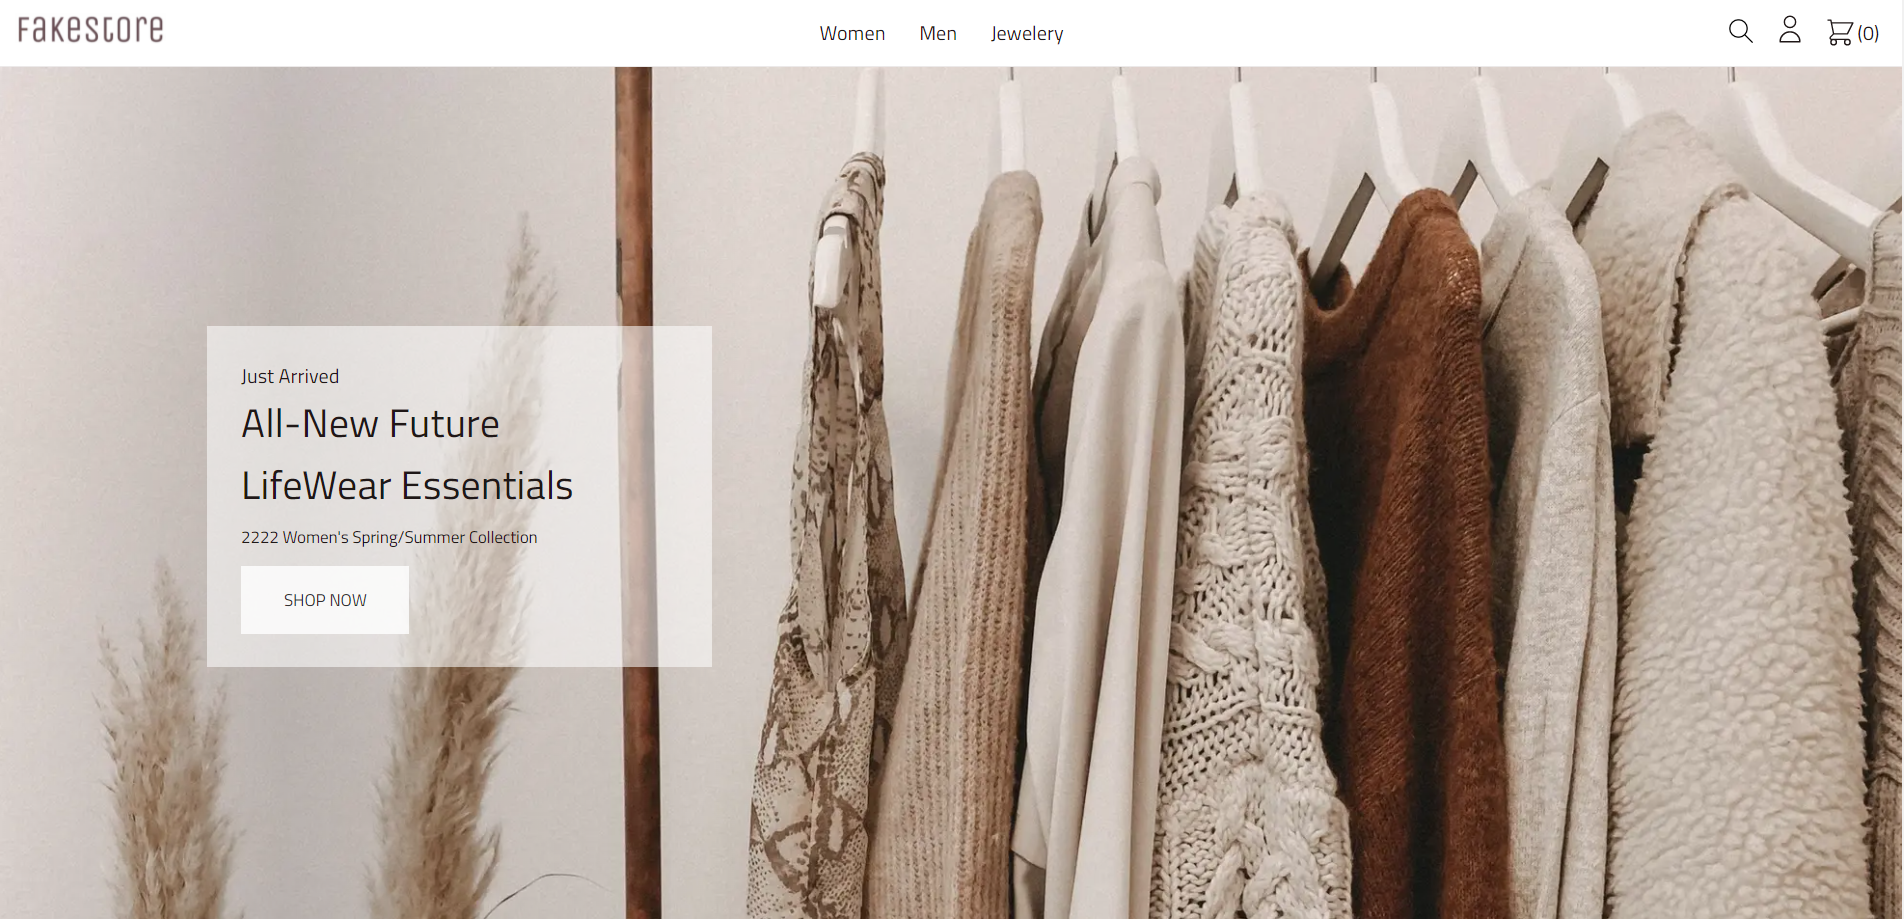 Fakestore
Women Men Jewelery
(0)
Just Arrived
All-New Future
LifeWear Essentials
2222 Women's Spring/Summer Collection
SHOP NOW